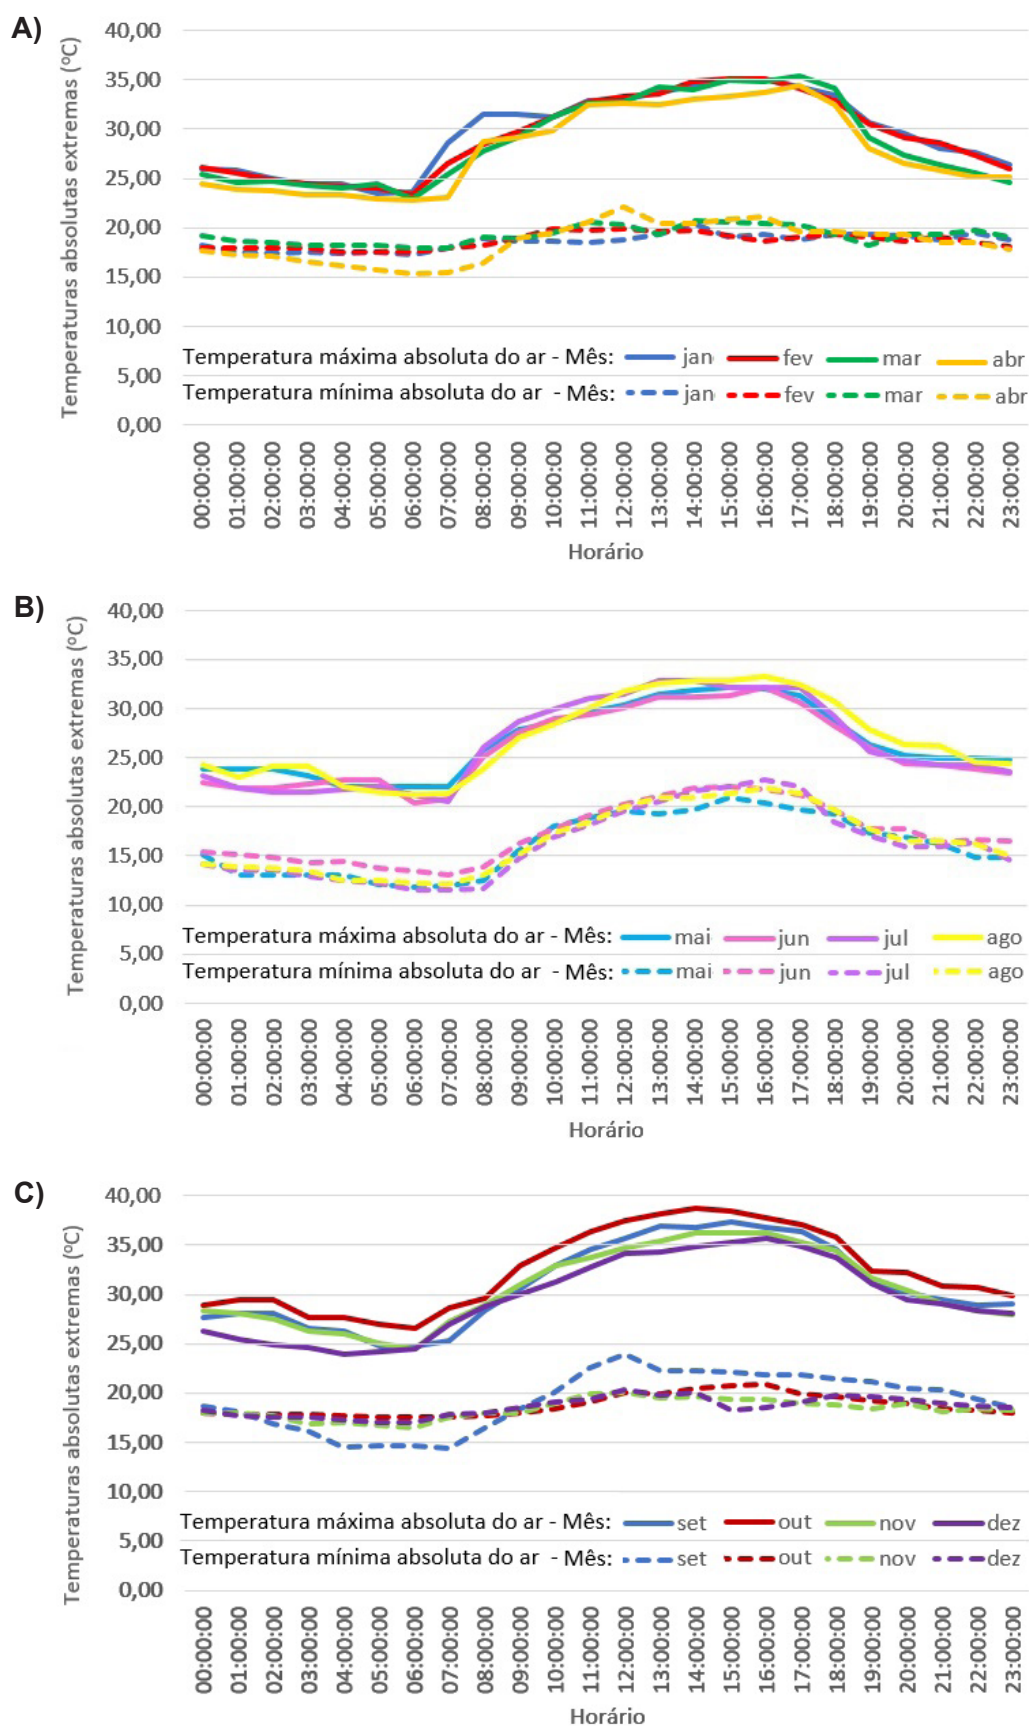 A)
Temperaturas absolutas extremas (ºC)
40,00
35,00
30,00
25,00
20,00
15,00
10,00
5,00
0,00
Temperatura máxima absoluta do ar - Mês: jan fev mar abr
Temperatura mínima absoluta do ar - Mês: jan fev mar abr
00:00:00 01:00:00 02:00:00 03:00:00 04:00:00 05:00:00 06:00:00 07:00:00 08:00:00 09:00:00 10:00:00 11:00:00 12:00:00 13:00:00 14:00:00 15:00:00 16:00:00 17:00:00 18:00:00 19:00:00 20:00:00 21:00:00 22:00:00 23:00:00
Horário
B)
Temperaturas absolutas extremas (ºC)
40,00
35,00
30,00
25,00
20,00
15,00
10,00
5,00
0,00
Temperatura máxima absoluta do ar - Mês: mai jun jul ago
Temperatura mínima absoluta do ar - Mês: mai jun jul ago
00:00:00 01:00:00 02:00:00 03:00:00 04:00:00 05:00:00 06:00:00 07:00:00 08:00:00 09:00:00 10:00:00 11:00:00 12:00:00 13:00:00 14:00:00 15:00:00 16:00:00 17:00:00 18:00:00 19:00:00 20:00:00 21:00:00 22:00:00 23:00:00
Horário
C)
Temperaturas absolutas extremas (ºC)
40,00
35,00
30,00
25,00
20,00
15,00
10,00
5,00
0,00
Temperatura máxima absoluta do ar - Mês: set out nov dez
Temperatura mínima absoluta do ar - Mês: set out nov dez
00:00:00 01:00:00 02:00:00 03:00:00 04:00:00 05:00:00 06:00:00 07:00:00 08:00:00 09:00:00 10:00:00 11:00:00 12:00:00 13:00:00 14:00:00 15:00:00 16:00:00 17:00:00 18:00:00 19:00:00 20:00:00 21:00:00 22:00:00 23:00:00
Horário